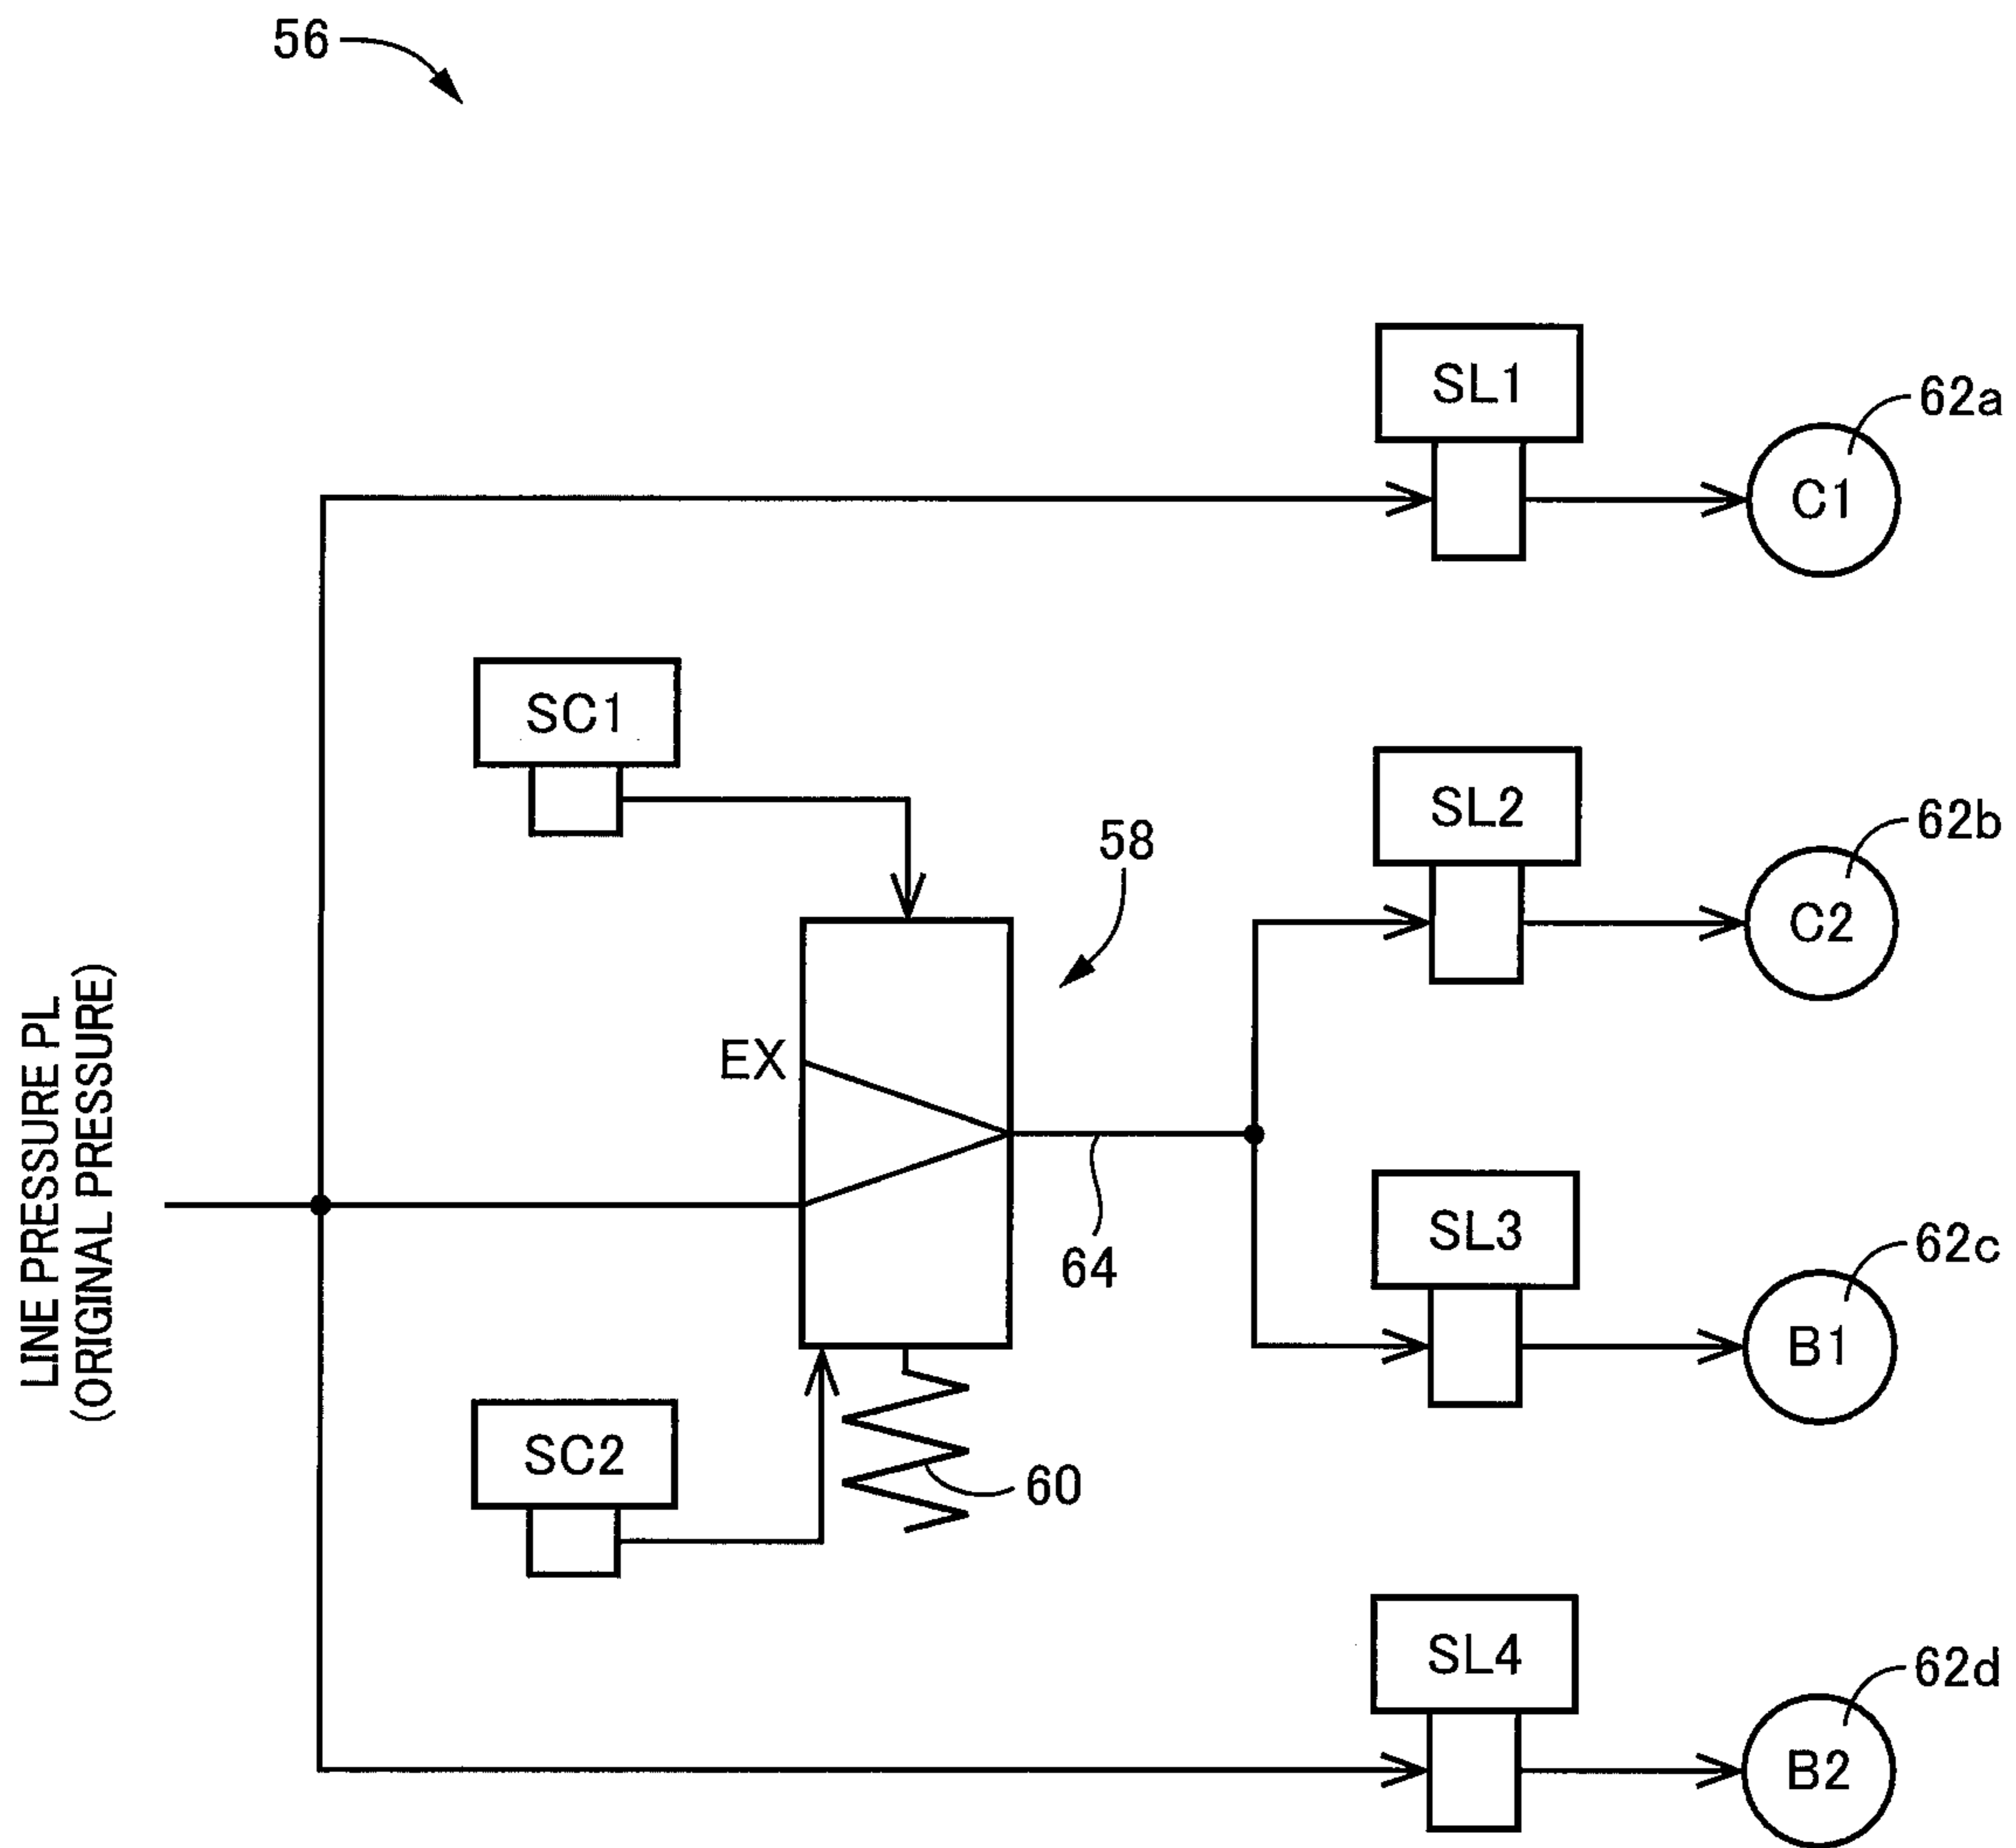 56
SL1
62a
C1
SC1
58
SL2
62b
C2
EX
LINE PRESSURE PL
(ORIGINAL PRESSURE)
64
SL3
62c
B1
SC2
60
SL4
62d
B2